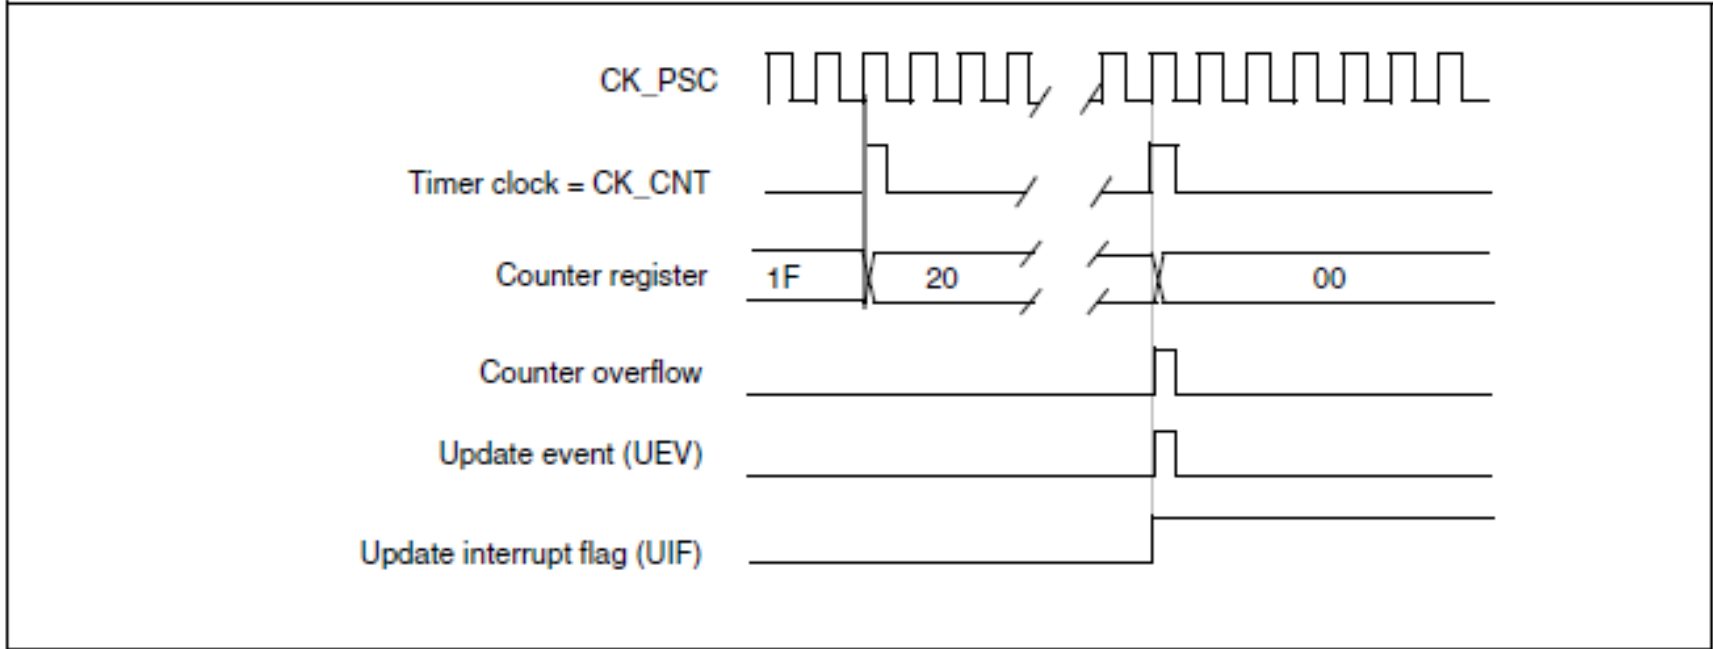 CK_PSC
Timer clock = CK_CNT
Counter register 1F 20 00
Counter overflow
Update event (UEV)
Update interrupt flag (UIF)